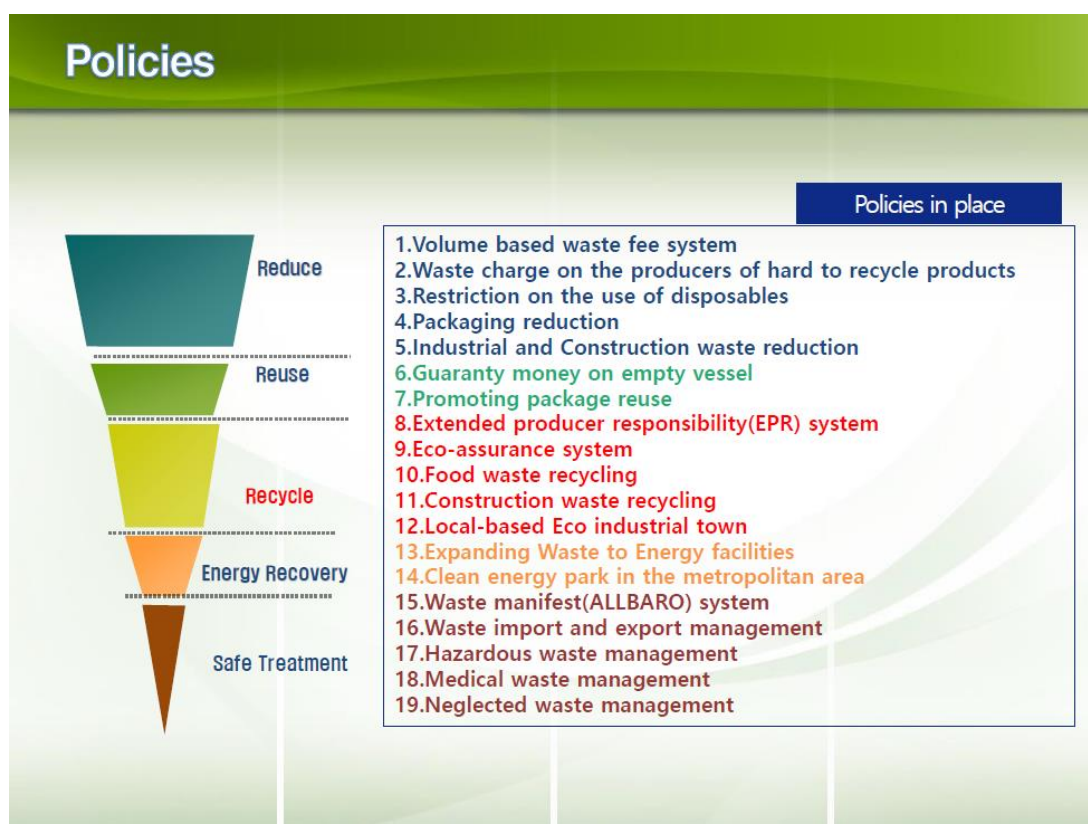 Policies
Policies in place
Reduce
Reuse
Recycle
Energy Recovery
Safe Treatment
1.Volume based waste fee system
2.Waste charge on the producers of hard to recycle products
3.Restriction on the use of disposables
4.Packaging reduction
5.Industrial and Construction waste reduction
6.Guaranty money on empty vessel
7.Promoting package reuse
8.Extended producer responsibility(EPR) system
9.Eco-assurance system
10.Food waste recycling
11.Construction waste recycling
12.Local-based Eco industrial town
13.Expanding Waste to Energy facilities
14.Clean energy park in the metropolitan area
15.Waste manifest(ALLBARO) system
16.Waste import and export management
17.Hazardous waste management
18.Medical waste management
19.Neglected waste management